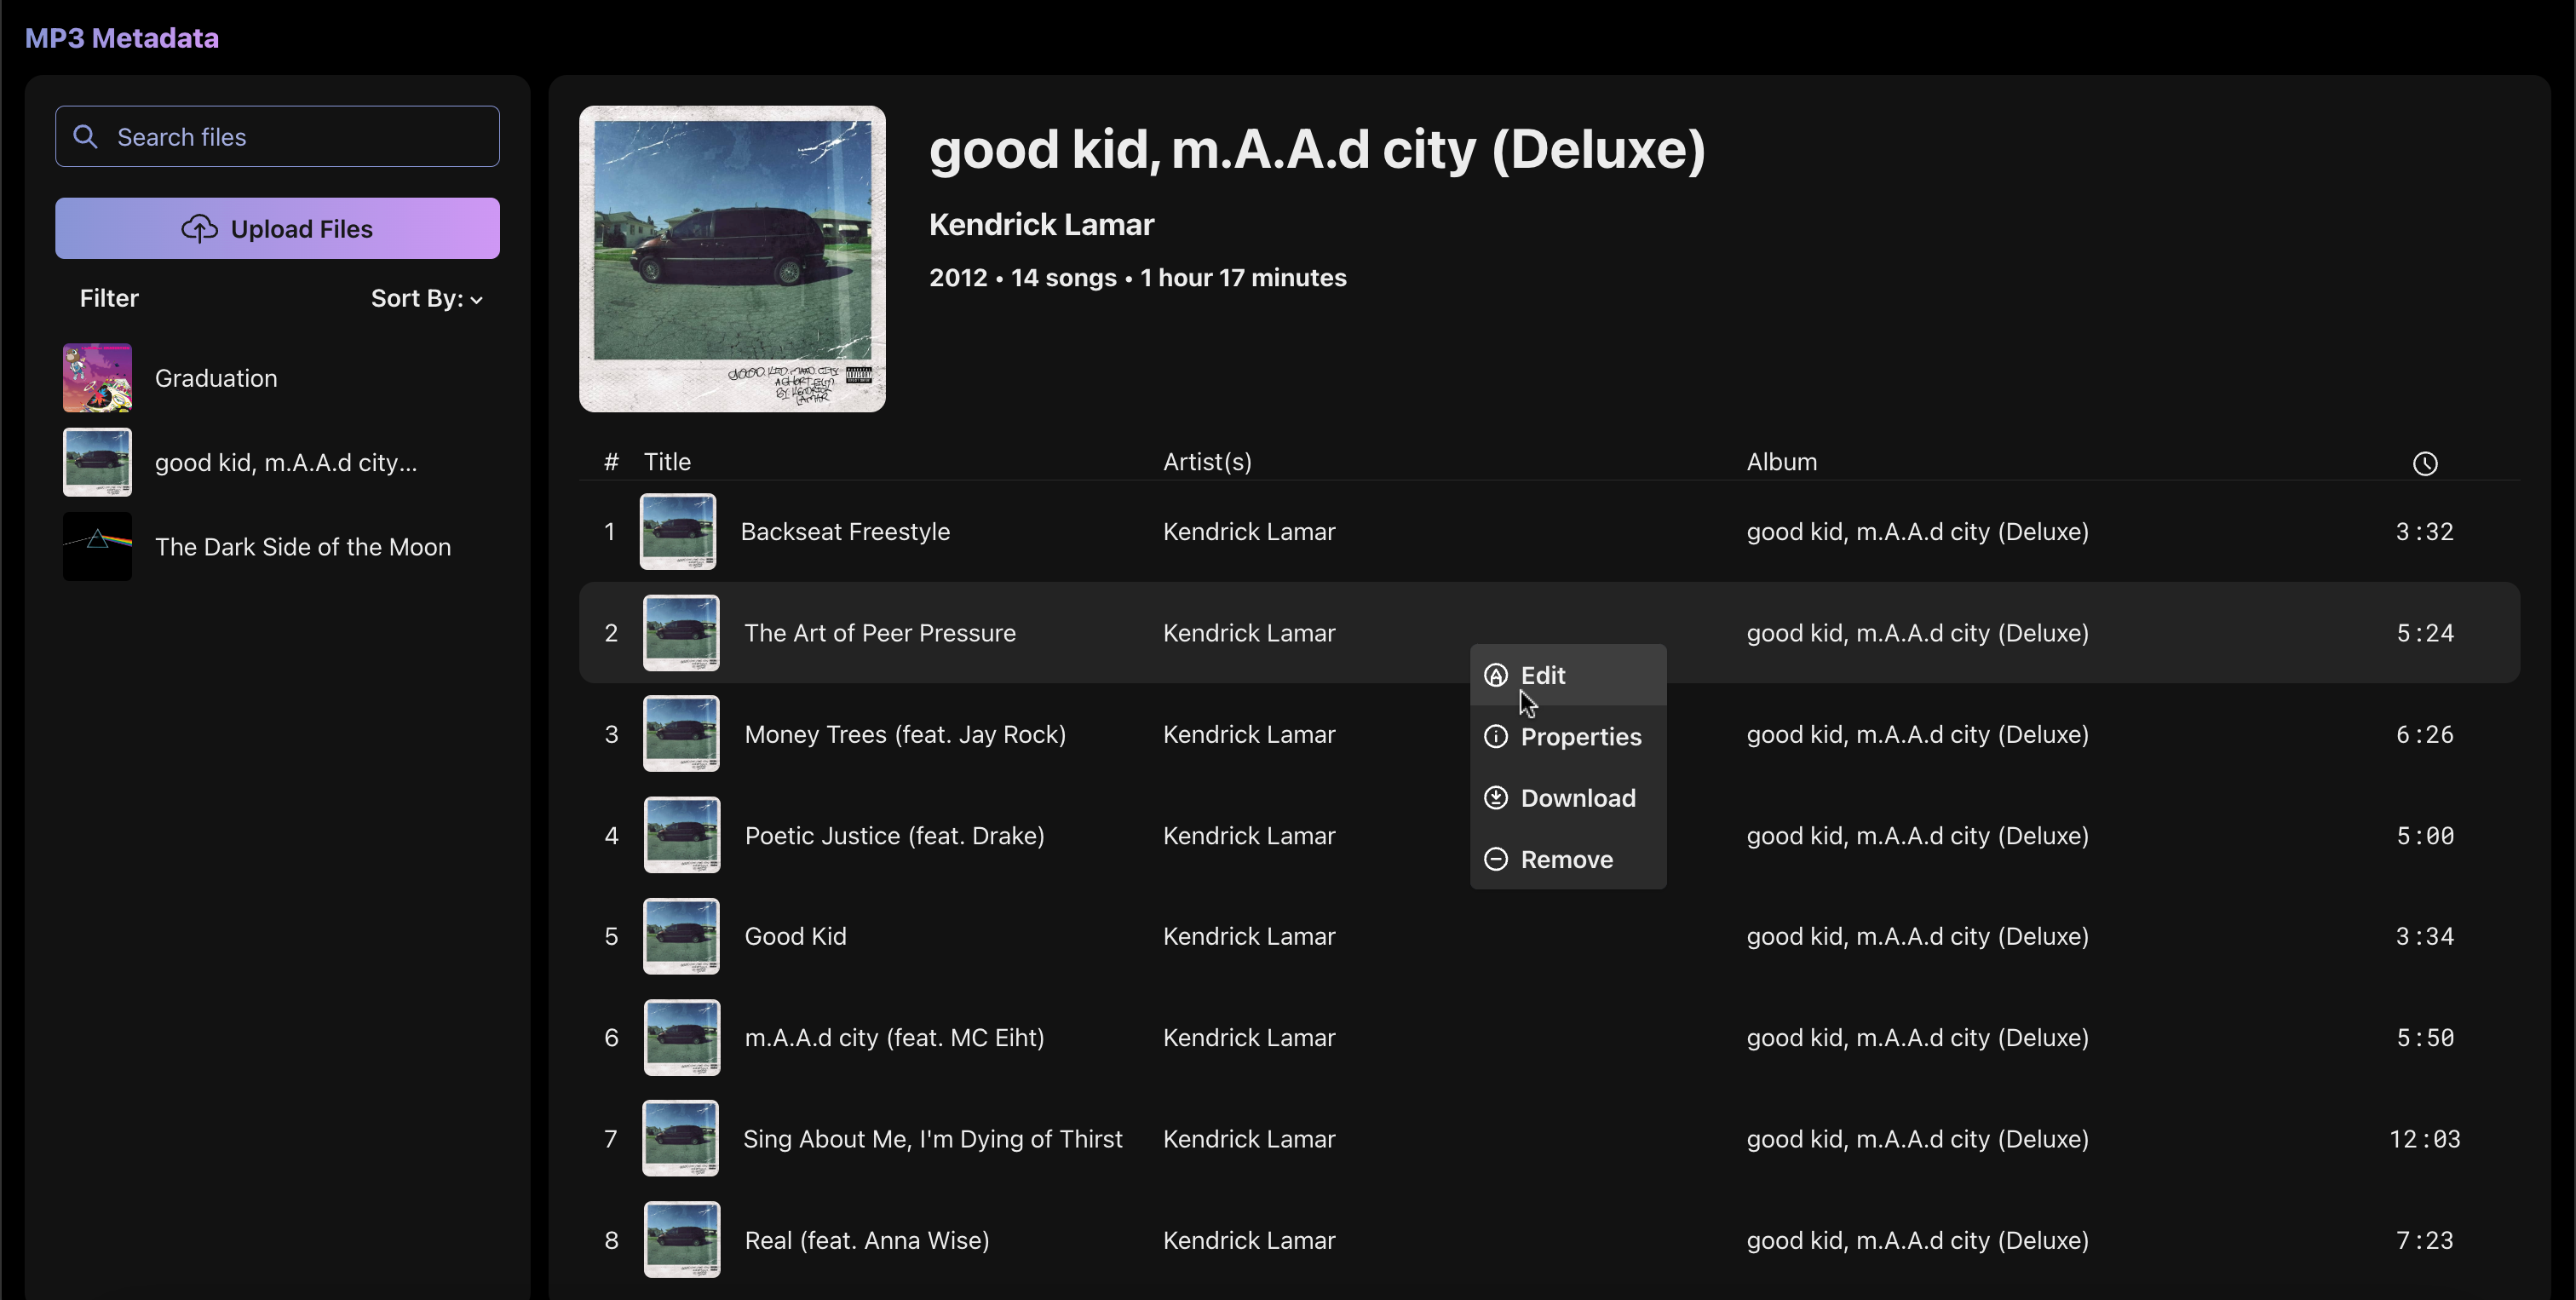 MP3 Metadata
Search files
Upload Files
Filter
Sort By:
Graduation
good kid, m.A.A.d city...
The Dark Side of the Moon
good kid, m.A.A.d city (Deluxe)
Kendrick Lamar
2012 • 14 songs • 1 hour 17 minutes
# Title Artist(s) Album
1 Backseat Freestyle Kendrick Lamar good kid, m.A.A.d city (Deluxe) 3:32
2 The Art of Peer Pressure Kendrick Lamar good kid, m.A.A.d city (Deluxe) 5:24
3 Money Trees (feat. Jay Rock) Kendrick Lamar good kid, m.A.A.d city (Deluxe) 6:26
4 Poetic Justice (feat. Drake) Kendrick Lamar good kid, m.A.A.d city (Deluxe) 5:00
5 Good Kid Kendrick Lamar good kid, m.A.A.d city (Deluxe) 3:34
6 m.A.A.d city (feat. MC Eiht) Kendrick Lamar good kid, m.A.A.d city (Deluxe) 5:50
7 Sing About Me, I'm Dying of Thirst Kendrick Lamar good kid, m.A.A.d city (Deluxe) 12:03
8 Real (feat. Anna Wise) Kendrick Lamar good kid, m.A.A.d city (Deluxe) 7:23
Edit
Properties
Download
Remove